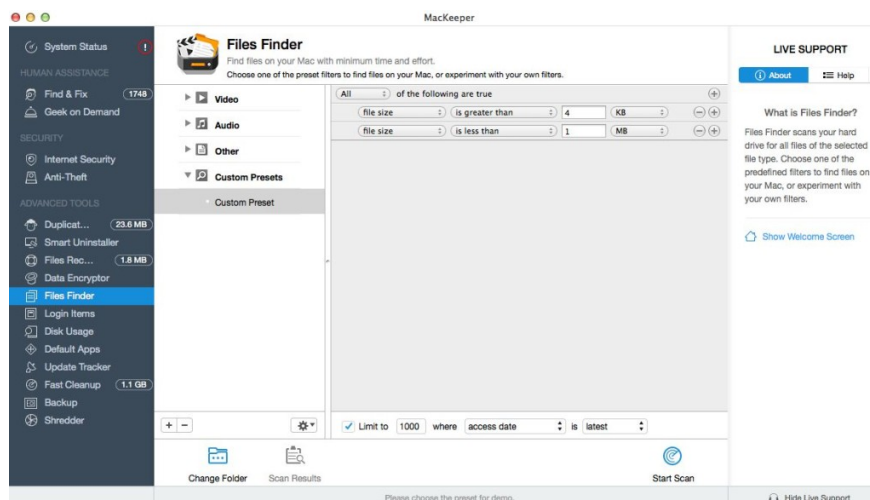 MacKeeper
System Status !
HUMAN ASSISTANCE
Find & Fix 1748
Geek on Demand
SECURITY
Internet Security
Anti-Theft
ADVANCED TOOLS
Duplicat... 23.6 MB
Smart Uninstaller
Files Rec... 1.8 MB
Data Encryptor
Files Finder
Login Items
Disk Usage
Default Apps
Update Tracker
Fast Cleanup 1.1 GB
Backup
Shredder
Files Finder
Find files on your Mac with minimum time and effort.
Choose one of the preset filters to find files on your Mac, or experiment with your own filters.
Video
Audio
Other
Custom Presets
Custom Preset
All of the following are true
file size is greater than 4 KB
file size is less than 1 MB
Limit to 1000 where access date is latest
Change Folder
Scan Results
Start Scan
Please choose the preset for demo.
LIVE SUPPORT
About Help
What is Files Finder?
Files Finder scans your hard
drive for all files of the selected
file type. Choose one of the
predefined filters to find files on
your Mac, or experiment with
your own filters.
Show Welcome Screen
Hide Live Support